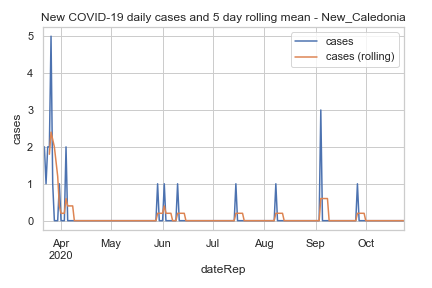 New COVID-19 daily cases and 5 day rolling mean - New_Caledonia
cases
cases (rolling)
cases
5
4
3
2
1
0
Apr
2020
May
Jun
Jul
Aug
Sep
Oct
dateRep